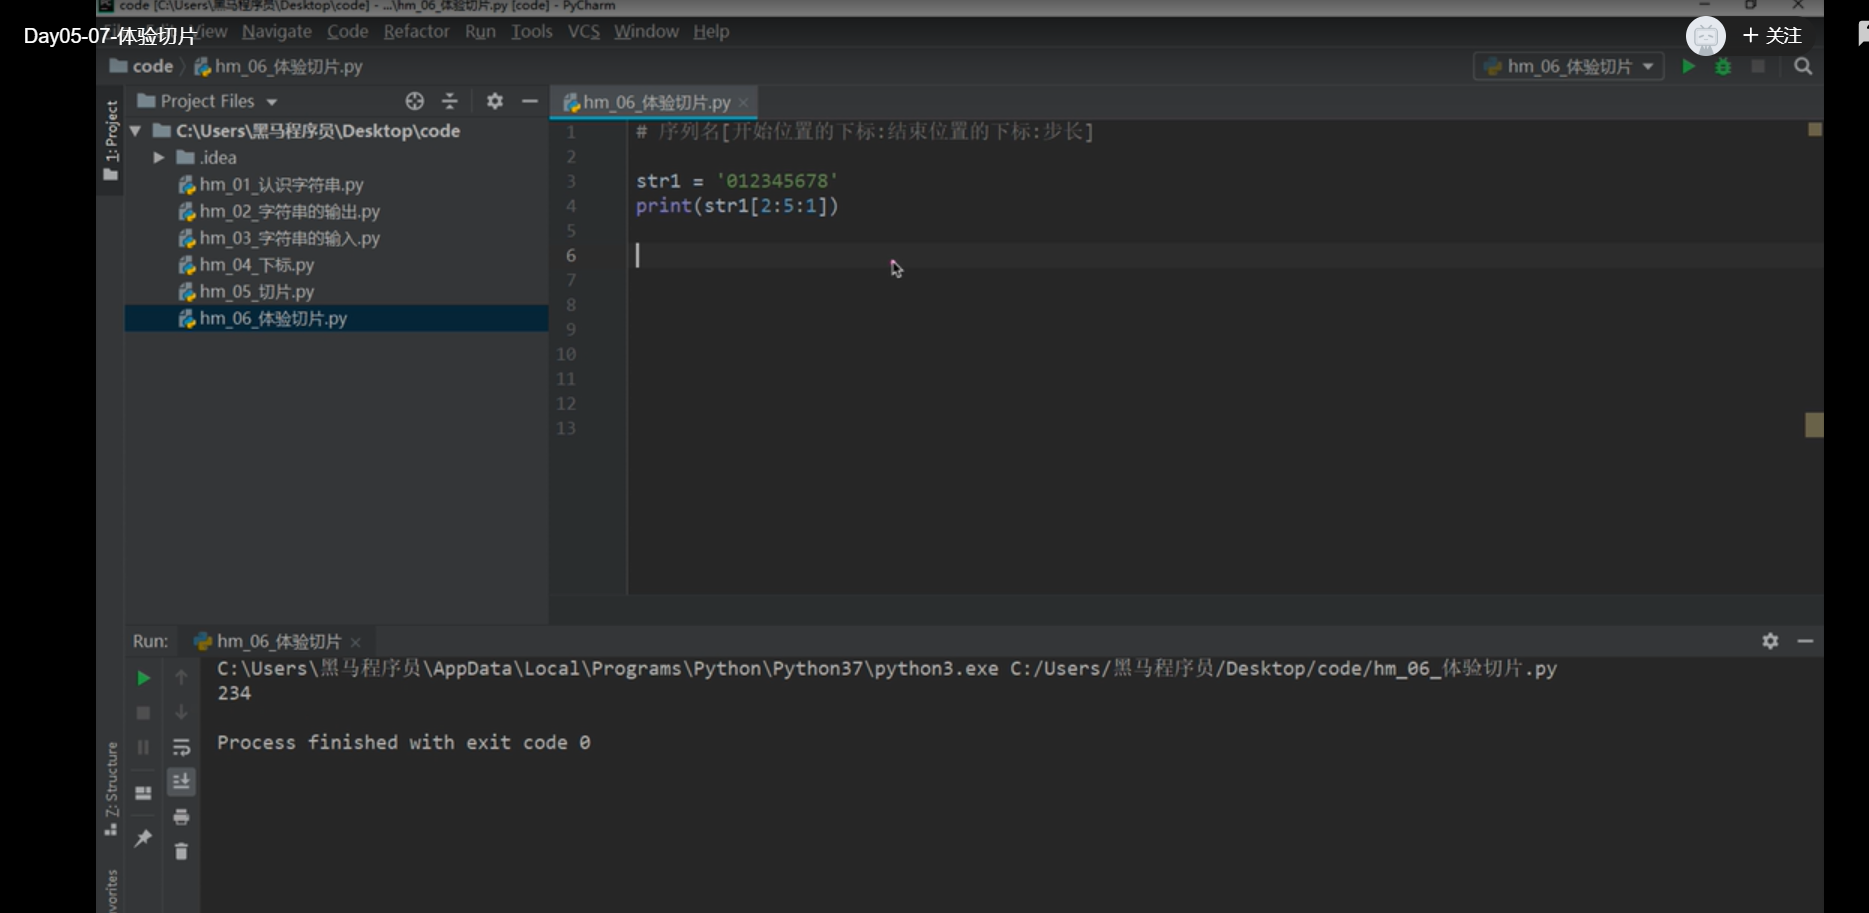 code [C:\Users\黑马程序员\Desktop\code] - ...\hm_06_体验切片.py [code] - PyCharm
Day05-07-体验切片
View Navigate Code Refactor Run Tools VCS Window Help
+ 关注
code hm_06_体验切片.py
hm_06_体验切片
1: Project
Project Files
hm_06_体验切片.py
C:\Users\黑马程序员\Desktop\code
.idea
hm_01_认识字符串.py
hm_02_字符串的输出.py
hm_03_字符串的输入.py
hm_04_下标.py
hm_05_切片.py
hm_06_体验切片.py
1 # 序列名[开始位置的下标:结束位置的下标:步长]
2
3 str1 = '012345678'
4 print(str1[2:5:1])
5
6
7
8
9
10
11
12
13
Run: hm_06_体验切片
C:\Users\黑马程序员\AppData\Local\Programs\Python\Python37\python3.exe C:/Users/黑马程序员/Desktop/code/hm_06_体验切片.py
234
Process finished with exit code 0
Z: Structure
vorites